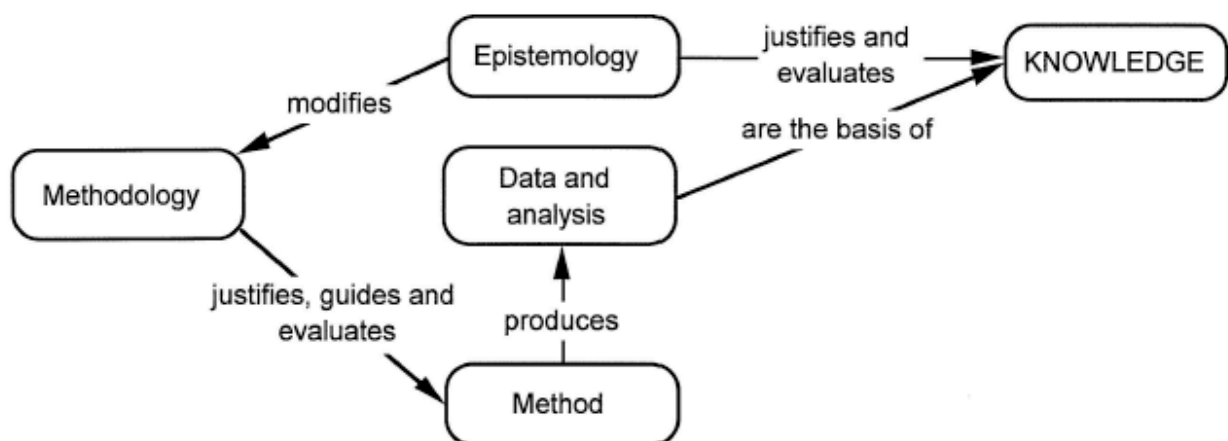 Epistemology
justifies and
evaluates
KNOWLEDGE
modifies
are the basis of
Methodology
Data and
analysis
justifies, guides and
evaluates
produces
Method